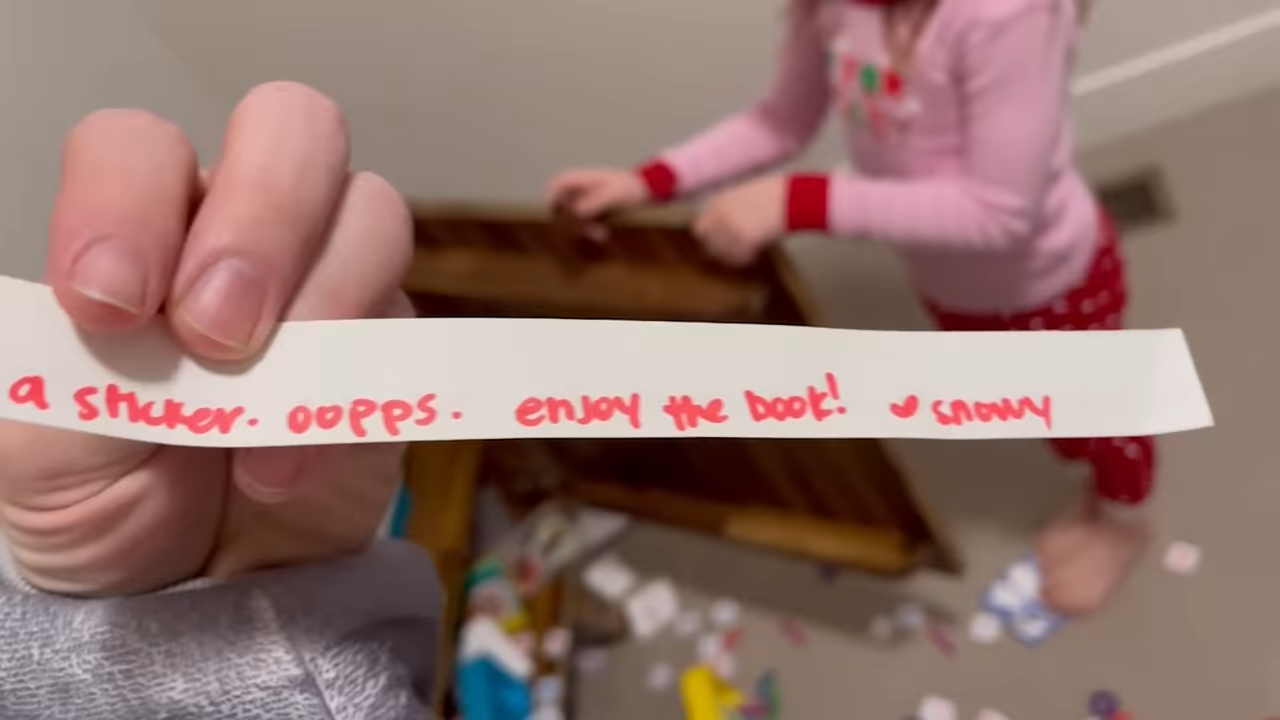 a sticker. oopps. enjoy the book! ♥ snowy